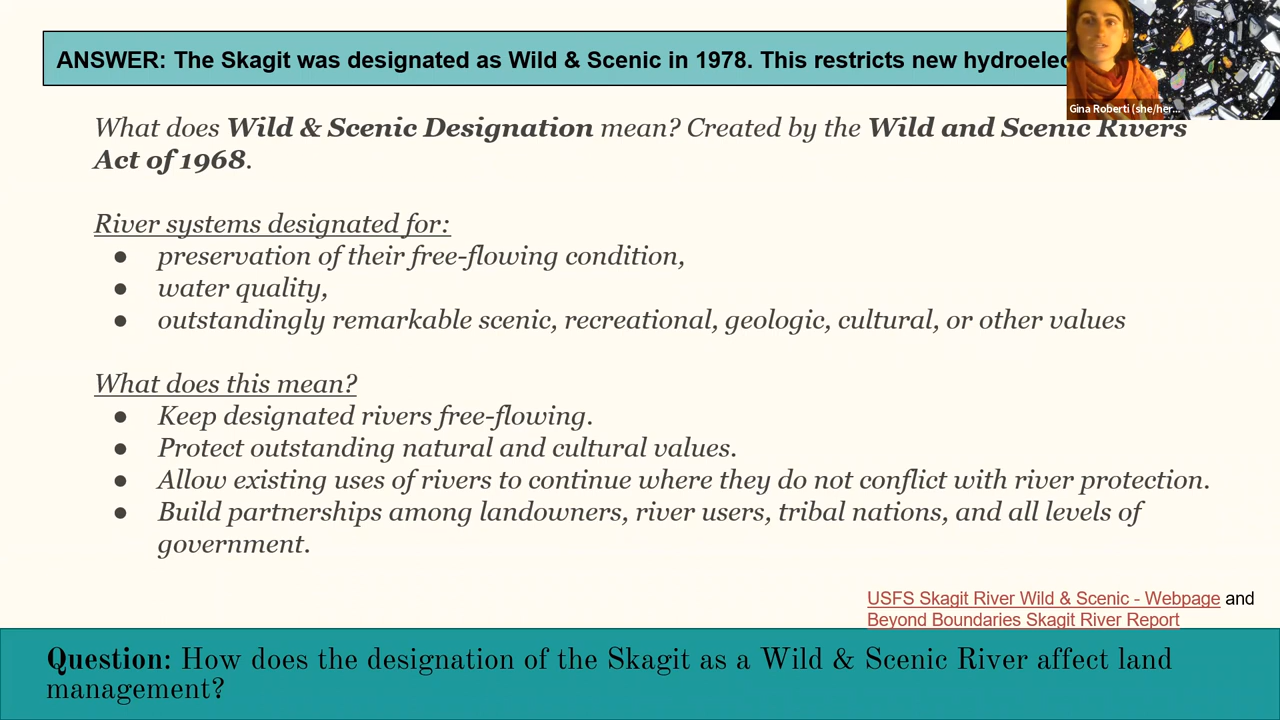 ANSWER: The Skagit was designated as Wild & Scenic in 1978. This restricts new
Gina Roberti (she/her...
What does Wild & Scenic Designation mean? Created by the Wild and Scenic Rivers
Act of 1968.
River systems designated for:
● preservation of their free-flowing condition,
● water quality,
● outstandingly remarkable scenic, recreational, geologic, cultural, or other values
What does this mean?
● Keep designated rivers free-flowing.
● Protect outstanding natural and cultural values.
● Allow existing uses of rivers to continue where they do not conflict with river protection.
● Build partnerships among landowners, river users, tribal nations, and all levels of
government.
USFS Skagit River Wild & Scenic - Webpage and
Beyond Boundaries Skagit River Report
Question: How does the designation of the Skagit as a Wild & Scenic River affect land
management?